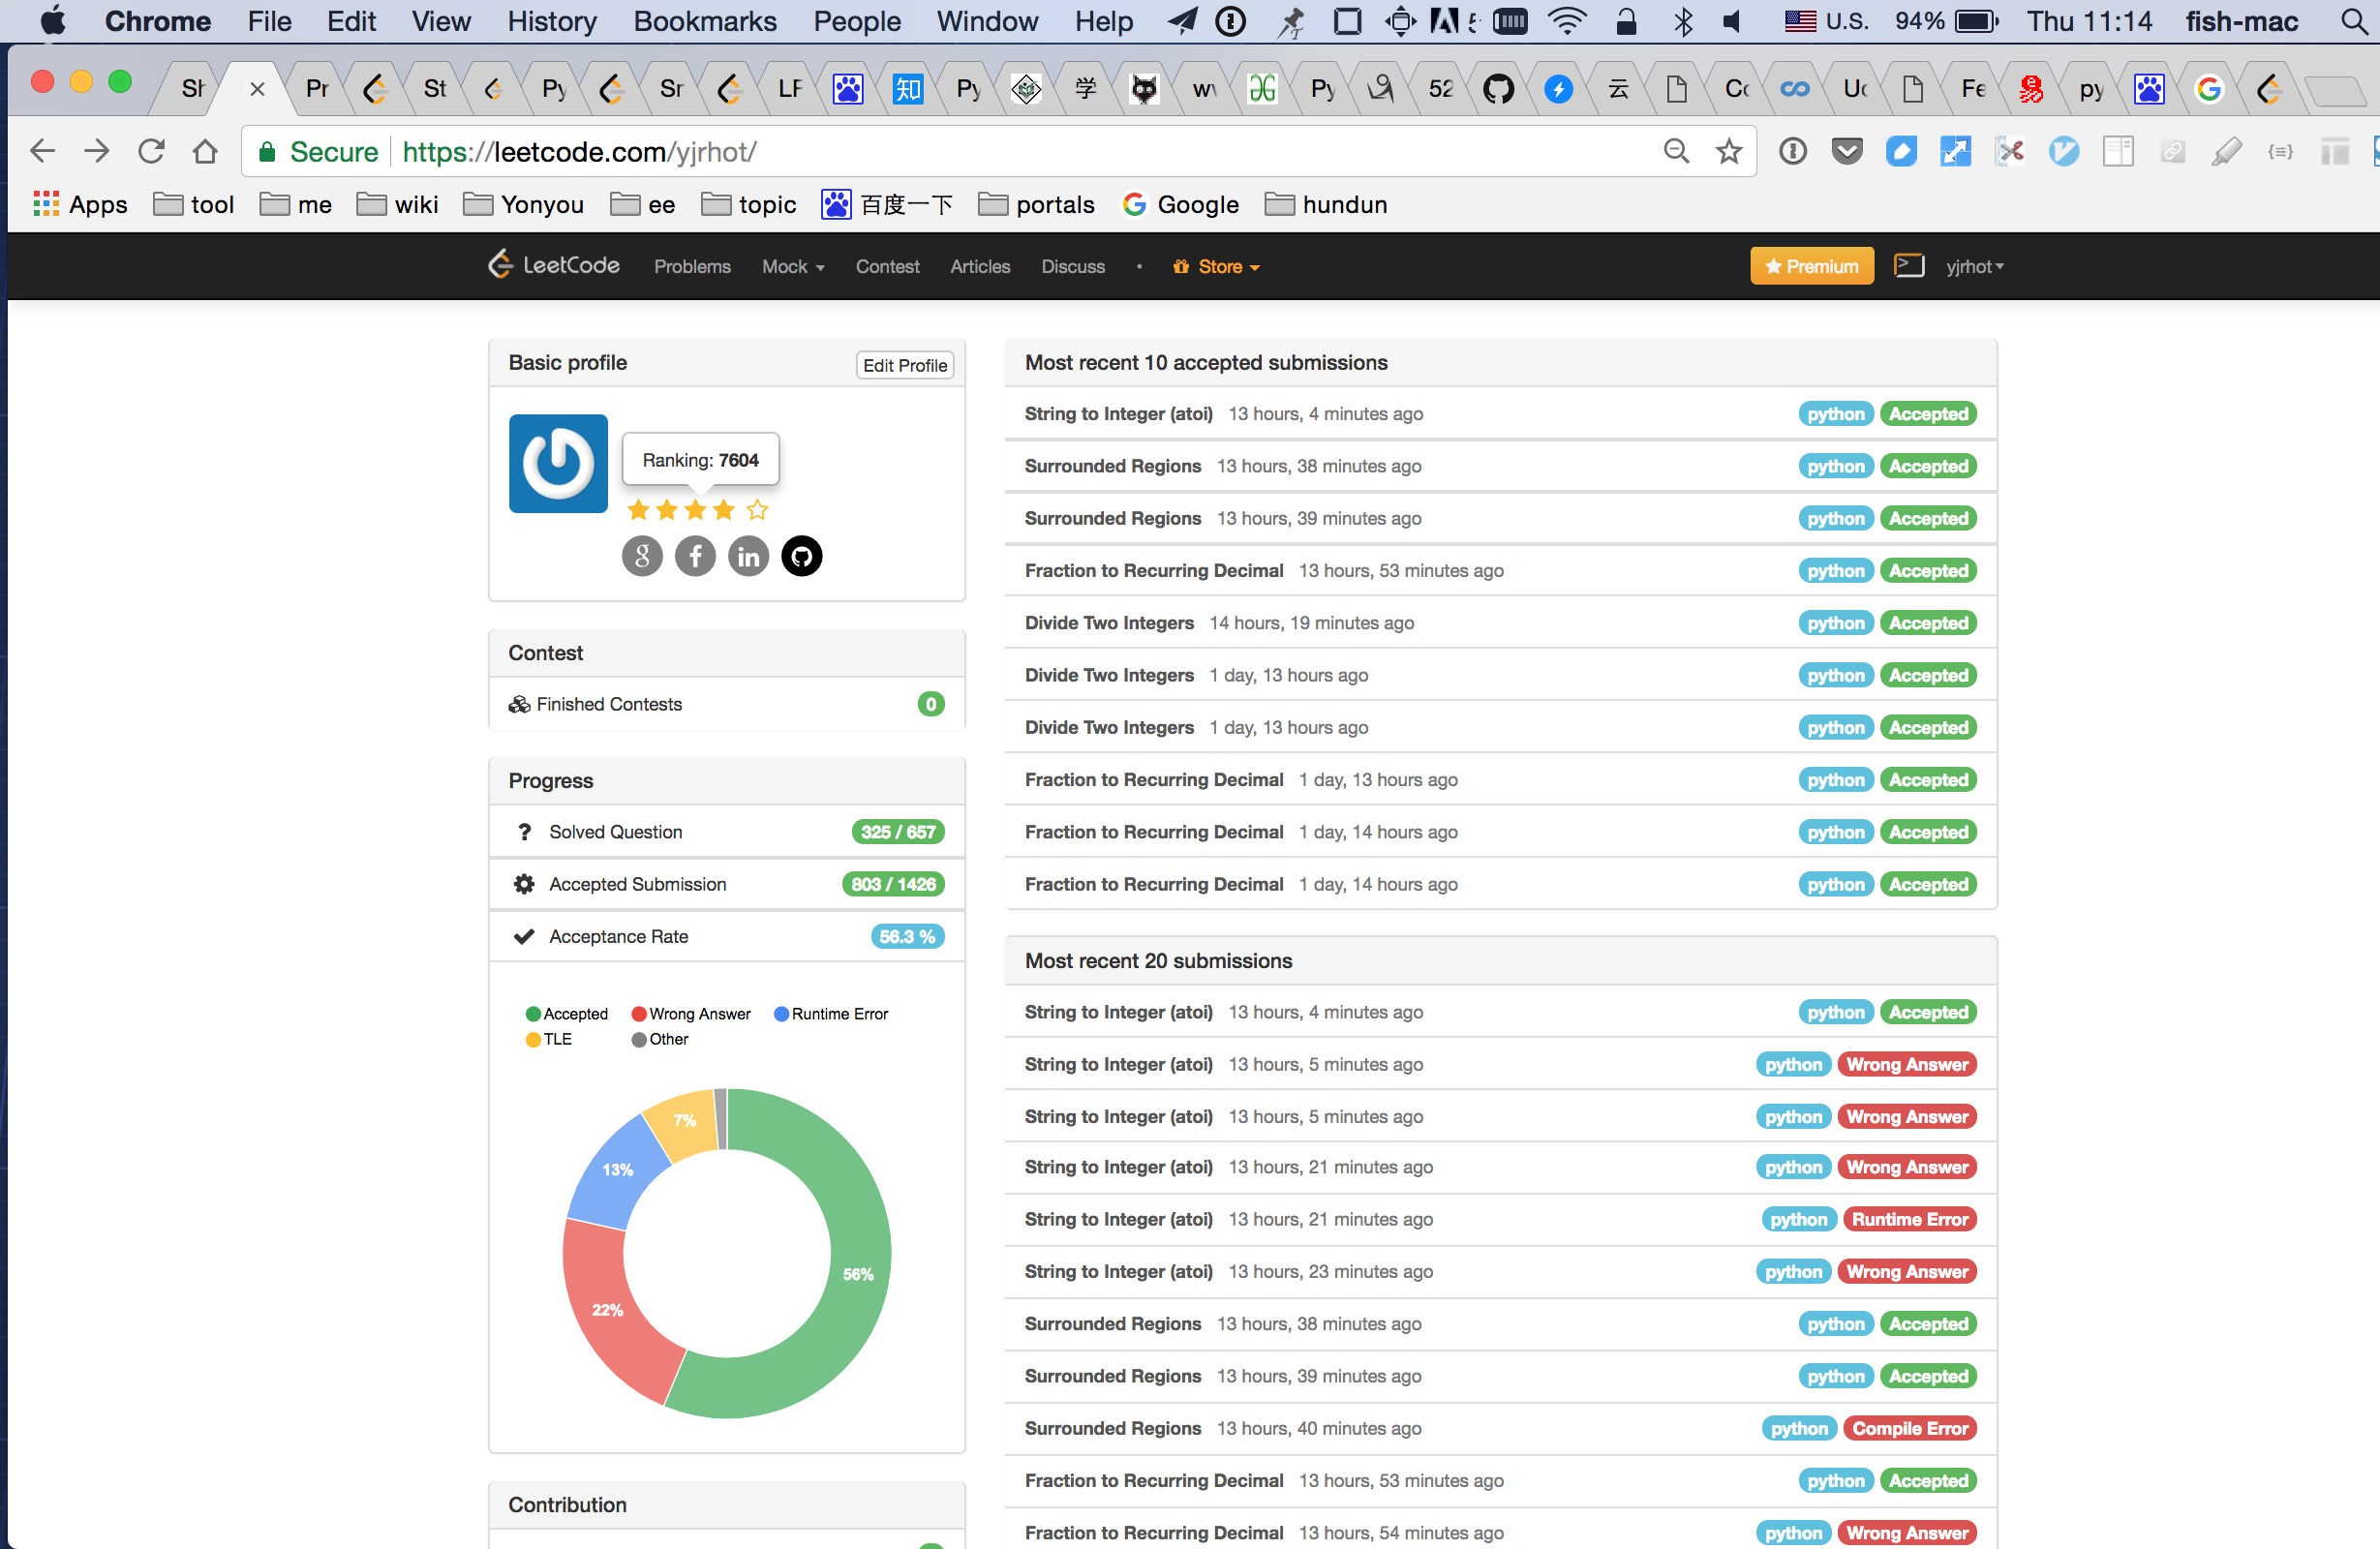 Chrome File Edit View History Bookmarks People Window Help U.S. 94% Thu 11:14 fish-mac
Pr St Py LF 知 Py 学 Py 52 云 Fe py
Secure https://leetcode.com/yjrhot/
Apps tool me wiki Yonyou ee topic 百度一下 portals Google hundun
LeetCode Problems Mock Contest Articles Discuss • Store Premium yjrhot
Basic profile Edit Profile
Ranking: 7604
Contest
Finished Contests 0
Progress
Solved Question 325 / 657
Accepted Submission 803 / 1426
Acceptance Rate 56.3 %
Accepted Wrong Answer Runtime Error
TLE Other
7%
13%
56%
22%
Contribution
Most recent 10 accepted submissions
String to Integer (atoi) 13 hours, 4 minutes ago python Accepted
Surrounded Regions 13 hours, 38 minutes ago python Accepted
Surrounded Regions 13 hours, 39 minutes ago python Accepted
Fraction to Recurring Decimal 13 hours, 53 minutes ago python Accepted
Divide Two Integers 14 hours, 19 minutes ago python Accepted
Divide Two Integers 1 day, 13 hours ago python Accepted
Divide Two Integers 1 day, 13 hours ago python Accepted
Fraction to Recurring Decimal 1 day, 13 hours ago python Accepted
Fraction to Recurring Decimal 1 day, 14 hours ago python Accepted
Fraction to Recurring Decimal 1 day, 14 hours ago python Accepted
Most recent 20 submissions
String to Integer (atoi) 13 hours, 4 minutes ago python Accepted
String to Integer (atoi) 13 hours, 5 minutes ago python Wrong Answer
String to Integer (atoi) 13 hours, 5 minutes ago python Wrong Answer
String to Integer (atoi) 13 hours, 21 minutes ago python Wrong Answer
String to Integer (atoi) 13 hours, 21 minutes ago python Runtime Error
String to Integer (atoi) 13 hours, 23 minutes ago python Wrong Answer
Surrounded Regions 13 hours, 38 minutes ago python Accepted
Surrounded Regions 13 hours, 39 minutes ago python Accepted
Surrounded Regions 13 hours, 40 minutes ago python Compile Error
Fraction to Recurring Decimal 13 hours, 53 minutes ago python Accepted
Fraction to Recurring Decimal 13 hours, 54 minutes ago python Wrong Answer